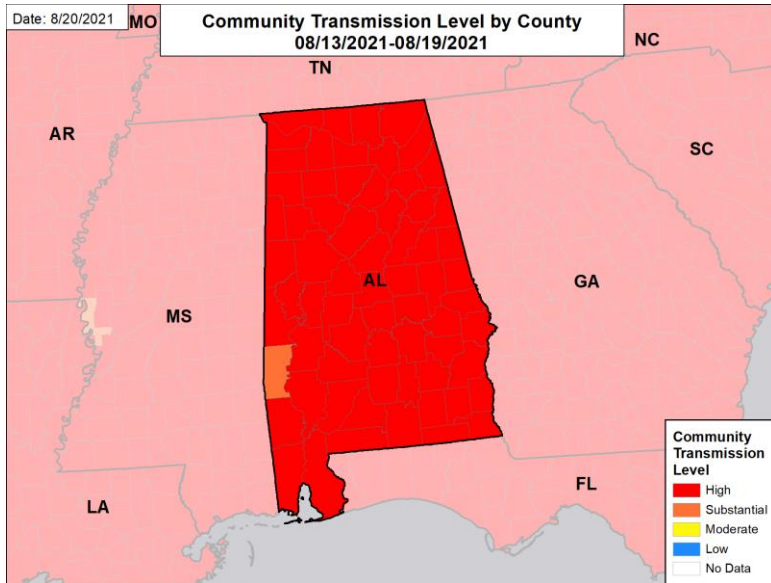 Date: 8/20/2021
Community Transmission Level by County
08/13/2021-08/19/2021
MO
NC
TN
AR
SC
AL
GA
MS
LA
FL
Community
Transmission
Level
High
Substantial
Moderate
Low
No Data